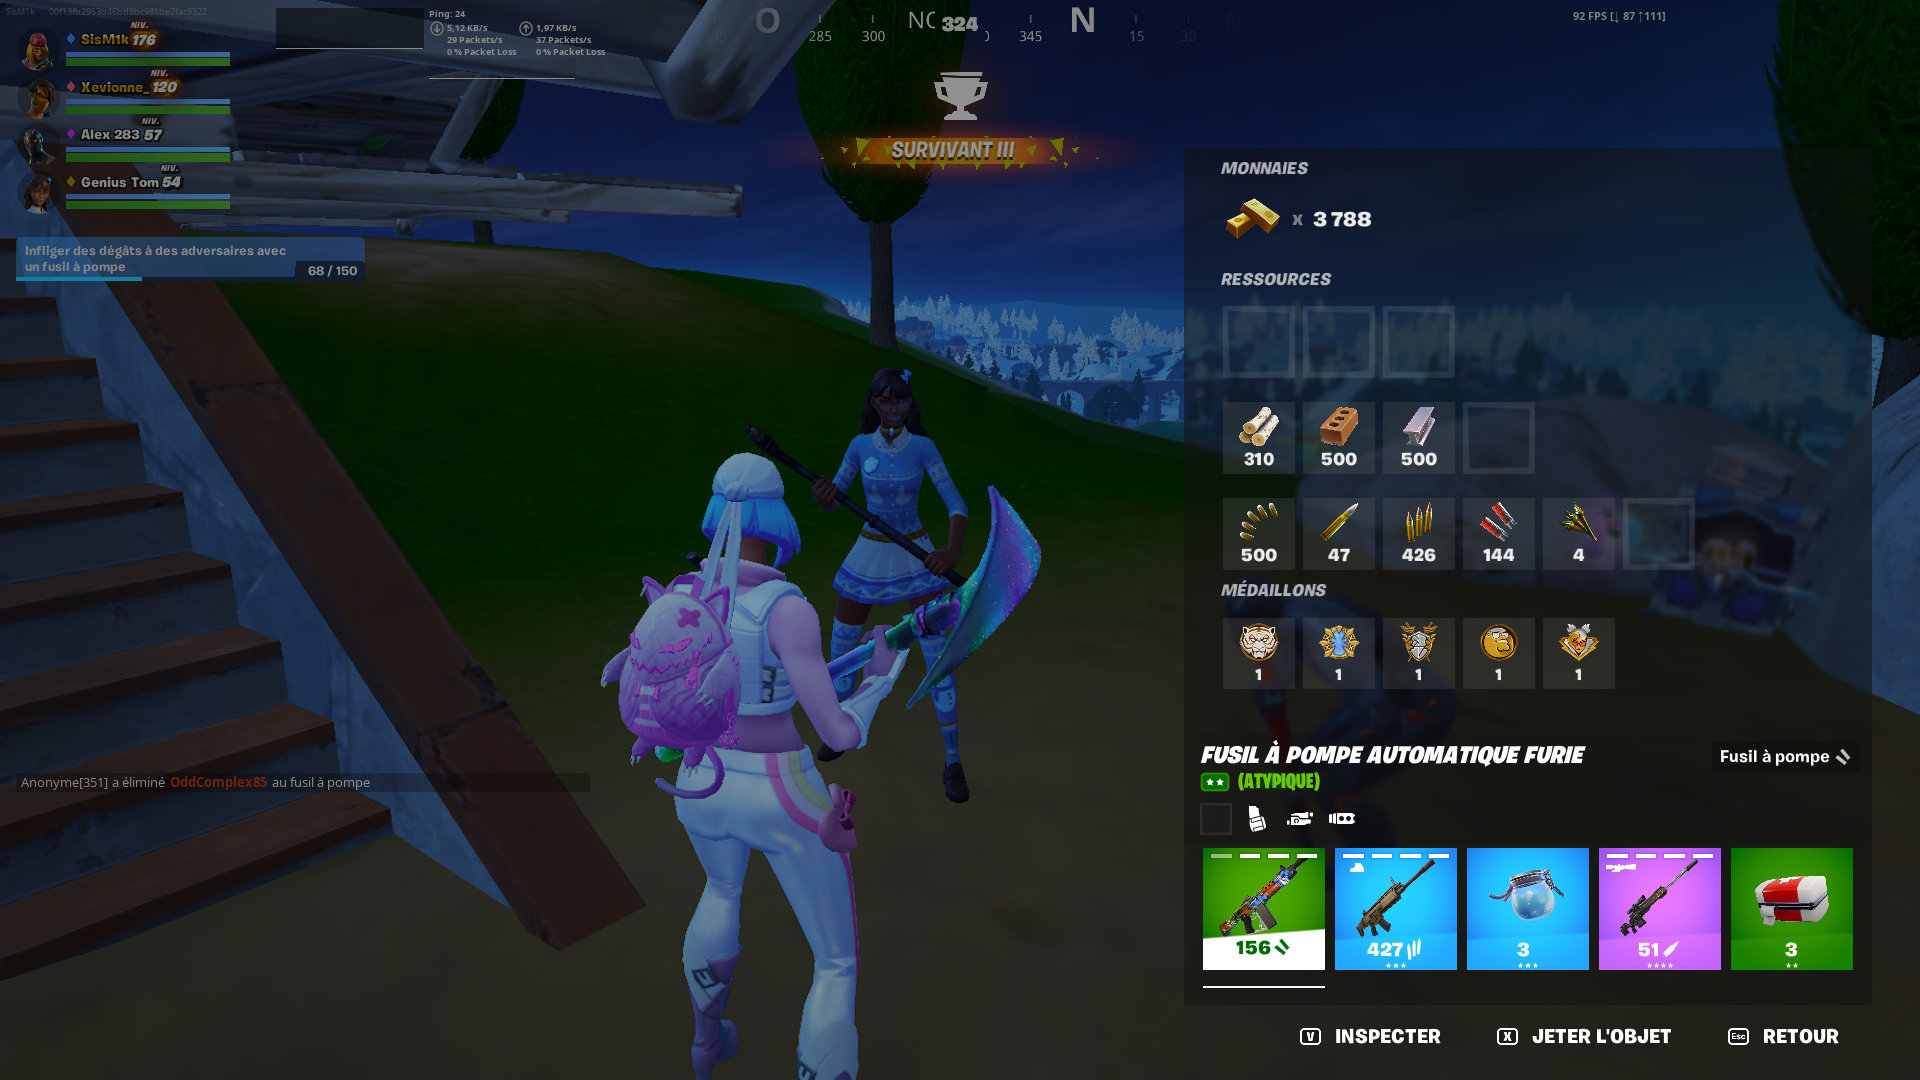 SisM1k 00f13fb2953b45bd8bc981be7fac6322
NIV.
SisM1k 176
NIV.
Xevionne_ 120
NIV.
Alex 283 57
NIV.
Genius Tom 54
Infliger des dégâts à des adversaires avec
un fusil à pompe
68 / 150
Ping: 24
5,12 KB/s 1,97 KB/s
29 Packets/s 37 Packets/s
0 % Packet Loss 0 % Packet Loss
O NO 324 N
285 300 345 15 30
92 FPS [↓ 87 ↑111]
SURVIVANT III
MONNAIES
x 3 788
RESSOURCES
310 500 500
500 47 426 144 4
MÉDAILLONS
1 1 1 1 1
FUSIL À POMPE AUTOMATIQUE FURIE
Fusil à pompe
(ATYPIQUE)
156 427 3 51 3
Anonyme[351] a éliminé OddComplex85 au fusil à pompe
V INSPECTER X JETER L'OBJET Esc RETOUR